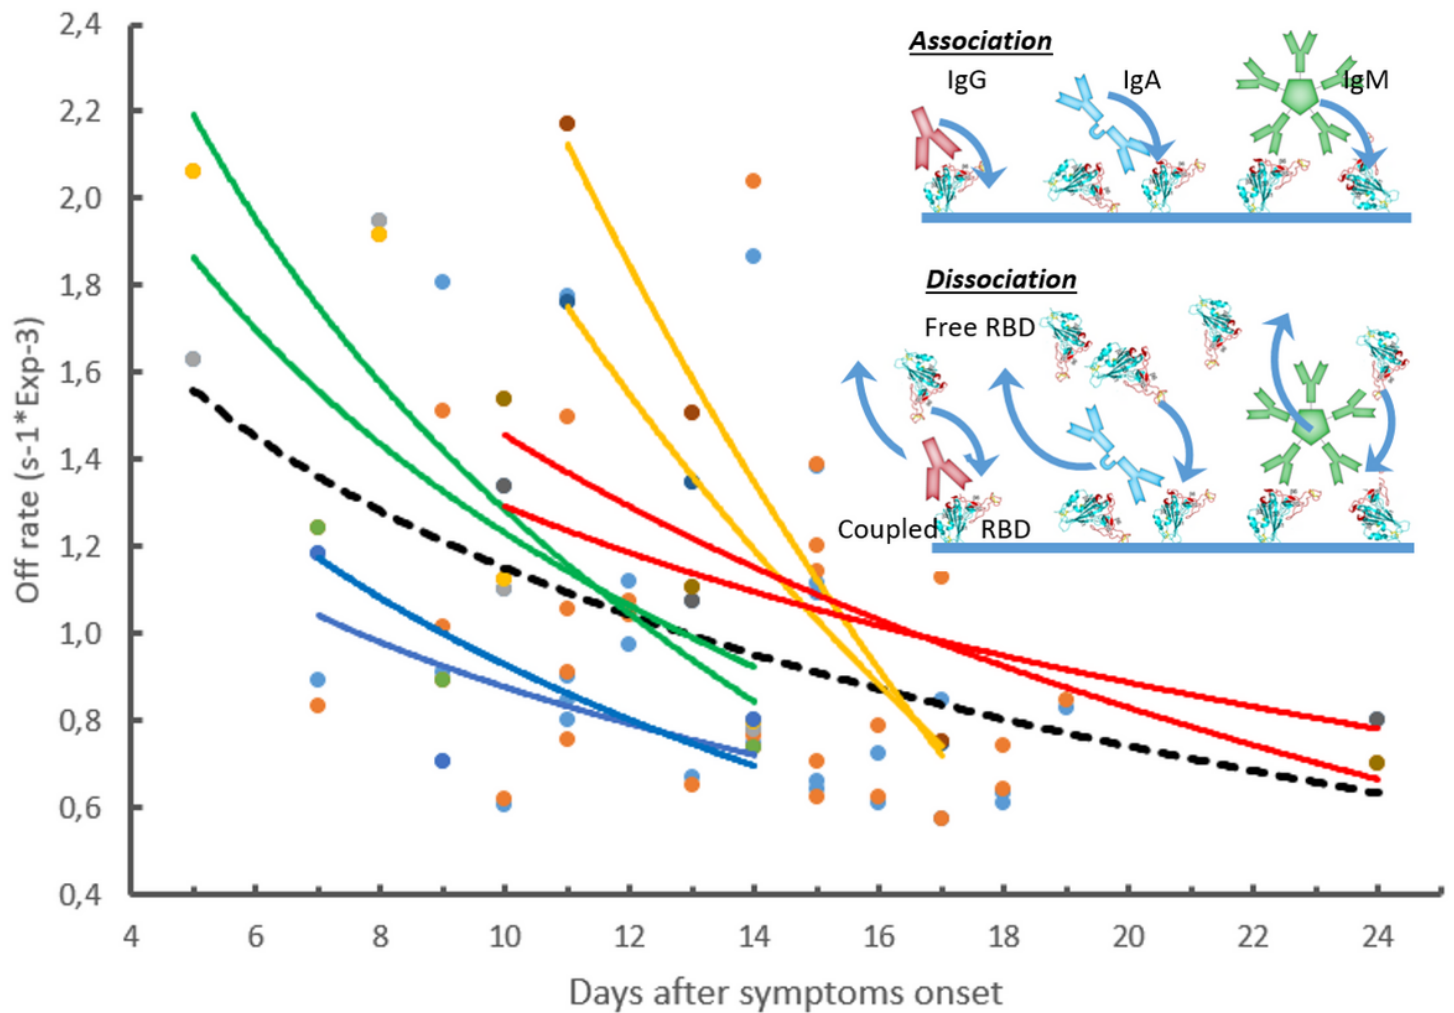 Off rate (s-1*Exp-3)
2,4
2,2
2,0
1,8
1,6
1,4
1,2
1,0
0,8
0,6
0,4
Association
IgG IgA IgM
Dissociation
Free RBD
Coupled RBD
4 6 8 10 12 14 16 18 20 22 24
Days after symptoms onset